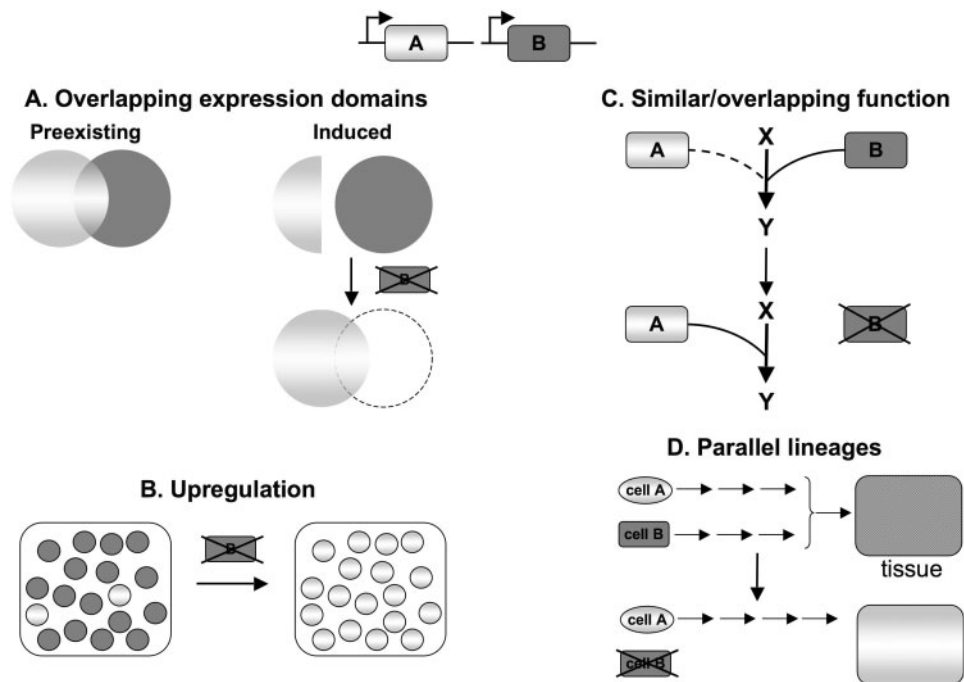 A B
A. Overlapping expression domains
Preexisting Induced
B
B. Upregulation
B
C. Similar/overlapping function
A X B
Y
A X B
Y
D. Parallel lineages
cell A
cell B
tissue
cell A
cell B